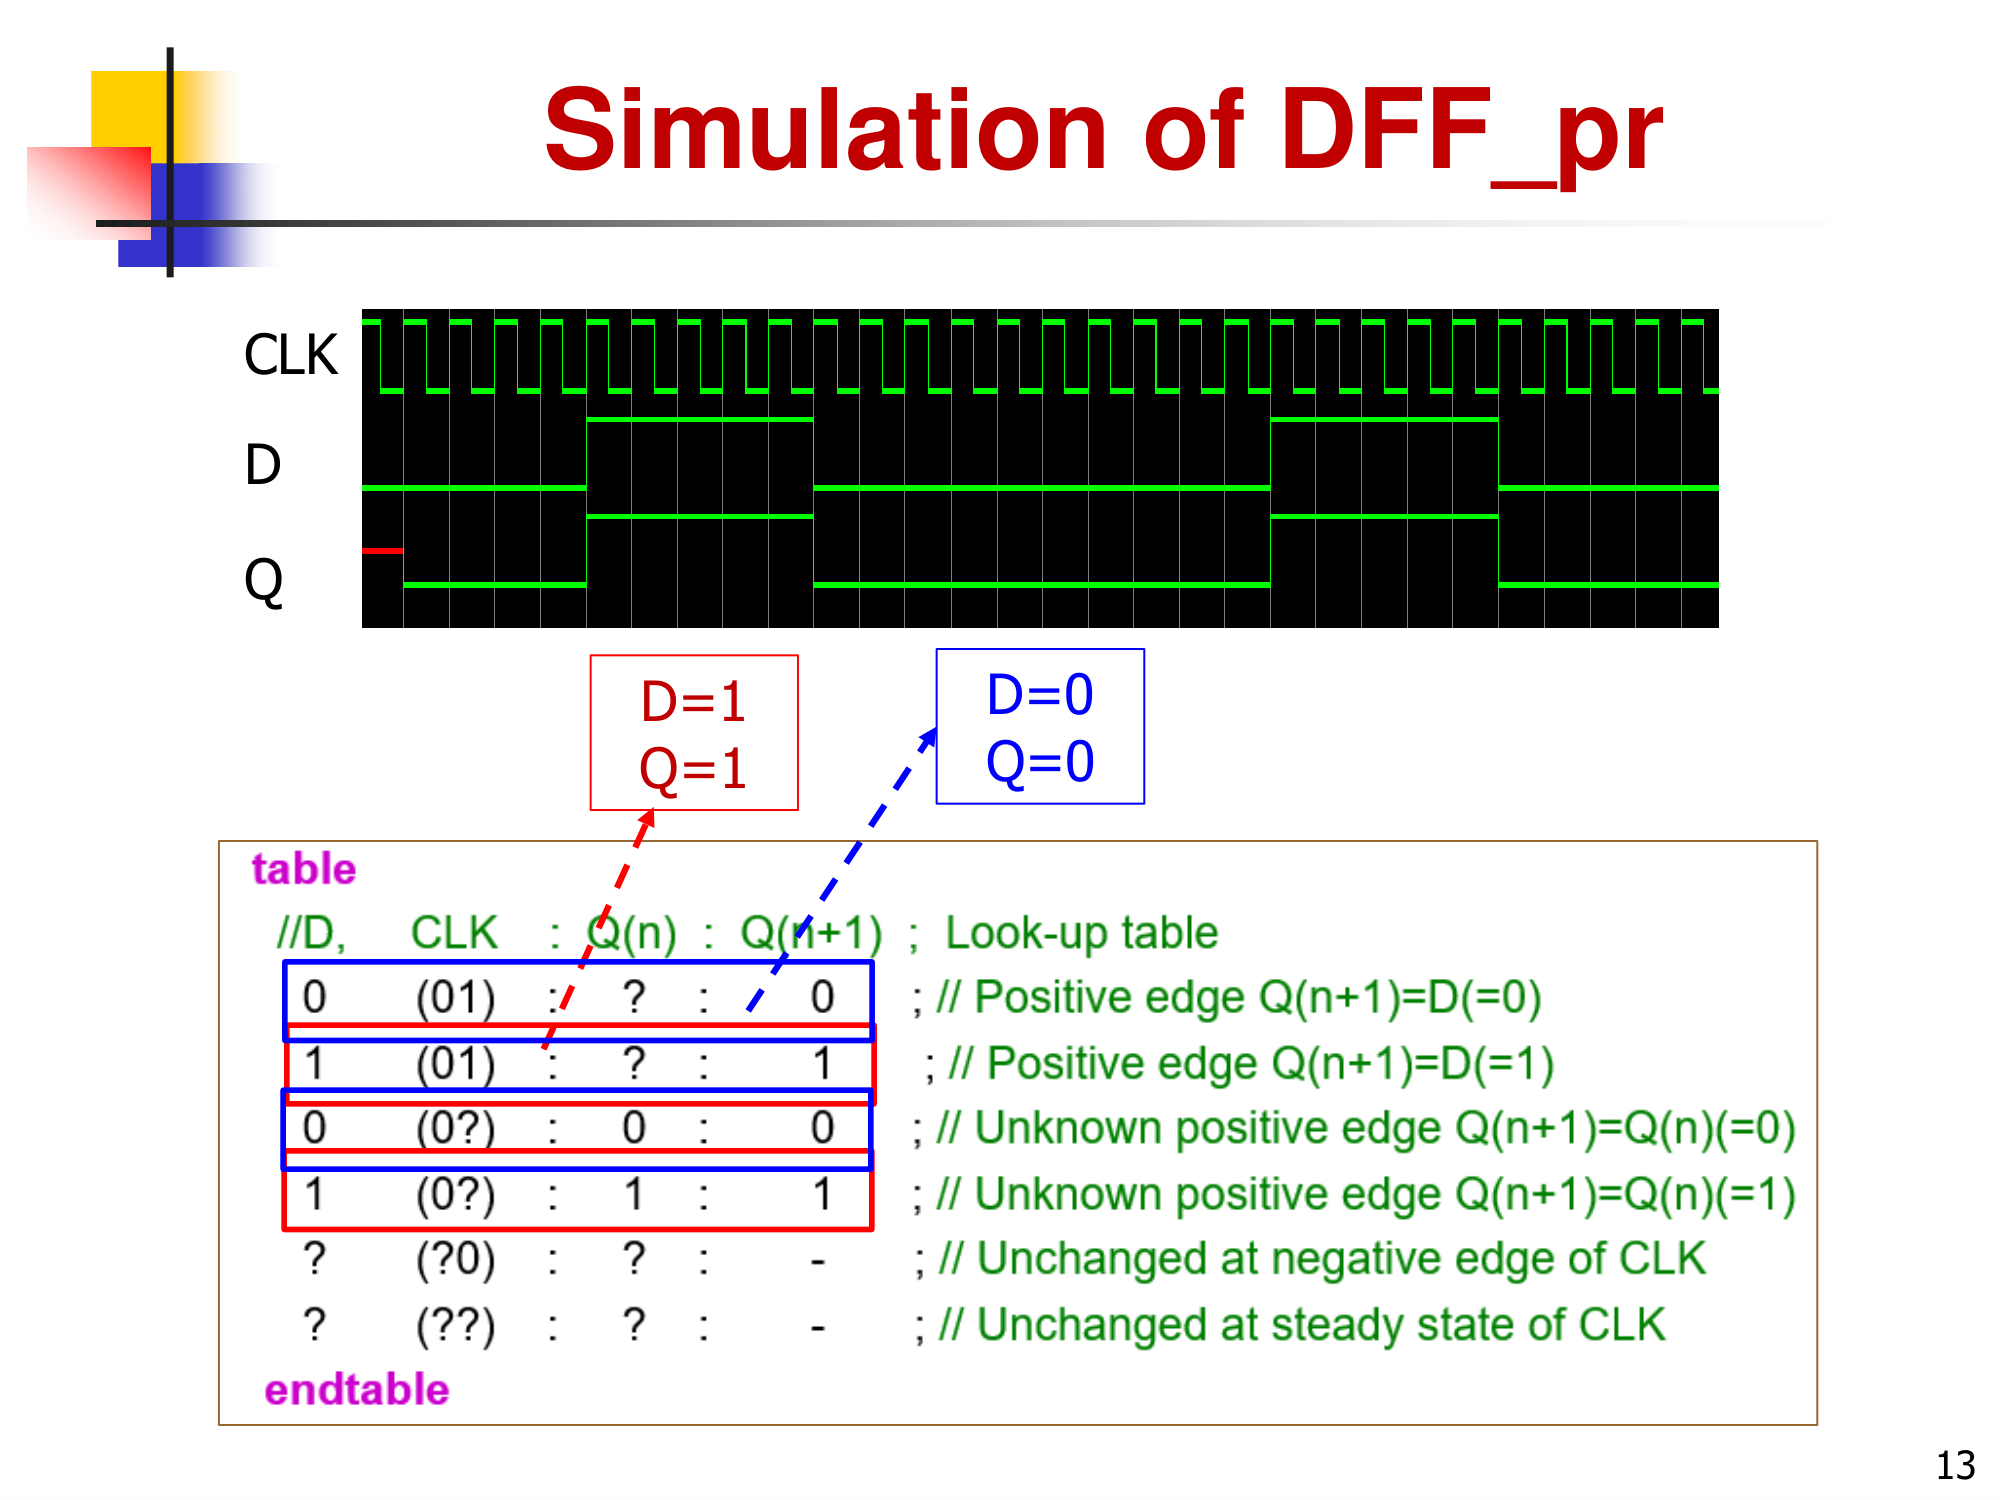 Simulation of DFF_pr
CLK
D
Q
D=1
Q=1
D=0
Q=0
table
//D, CLK : Q(n) : Q(n+1) ; Look-up table
0 (01) : ? : 0 ; // Positive edge Q(n+1)=D(=0)
1 (01) : ? : 1 ; // Positive edge Q(n+1)=D(=1)
0 (0?) : 0 : 0 ; // Unknown positive edge Q(n+1)=Q(n)(=0)
1 (0?) : 1 : 1 ; // Unknown positive edge Q(n+1)=Q(n)(=1)
? (?0) : ? : - ; // Unchanged at negative edge of CLK
? (??) : ? : - ; // Unchanged at steady state of CLK
endtable
13